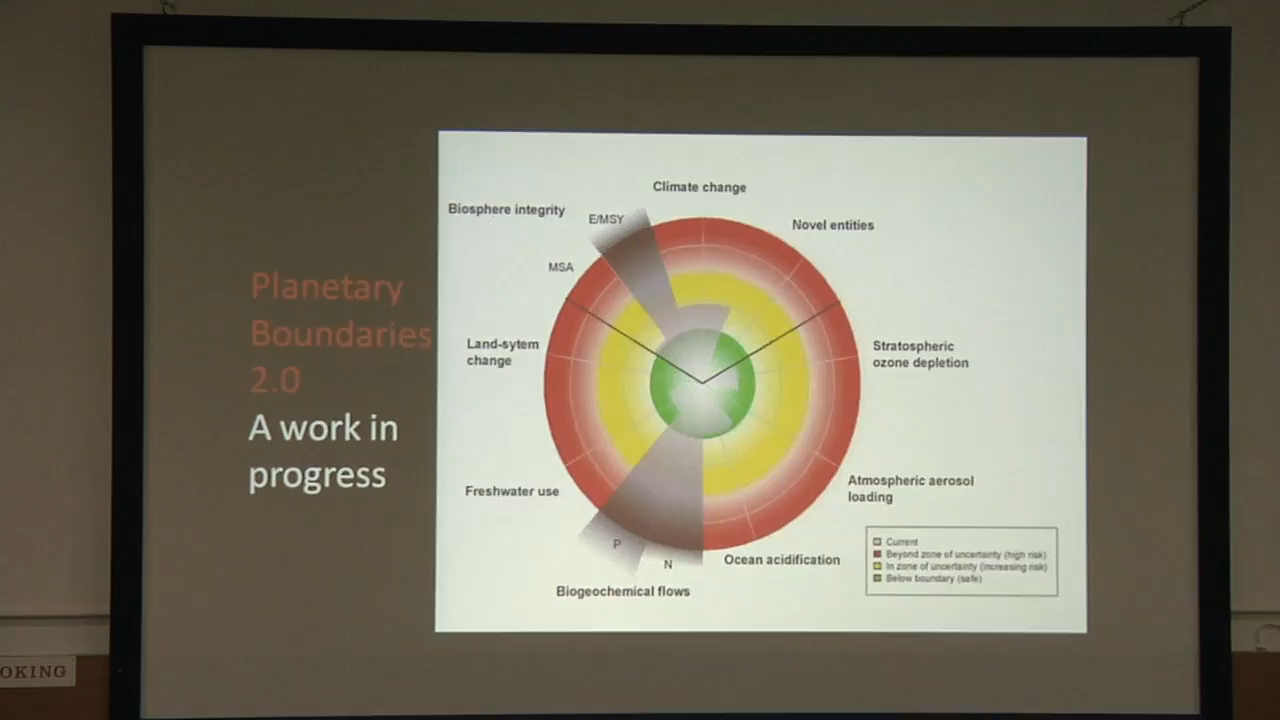 Planetary
Boundaries
2.0
A work in
progress
Climate change
Biosphere integrity
E/MSY
Novel entities
MSA
Land-sytem
change
Stratospheric
ozone depletion
Freshwater use
Atmospheric aerosol
loading
P
N
Ocean acidification
Biogeochemical flows
Current
Beyond zone of uncertainty (high risk)
In zone of uncertainty (increasing risk)
Below boundary (safe)
OKING